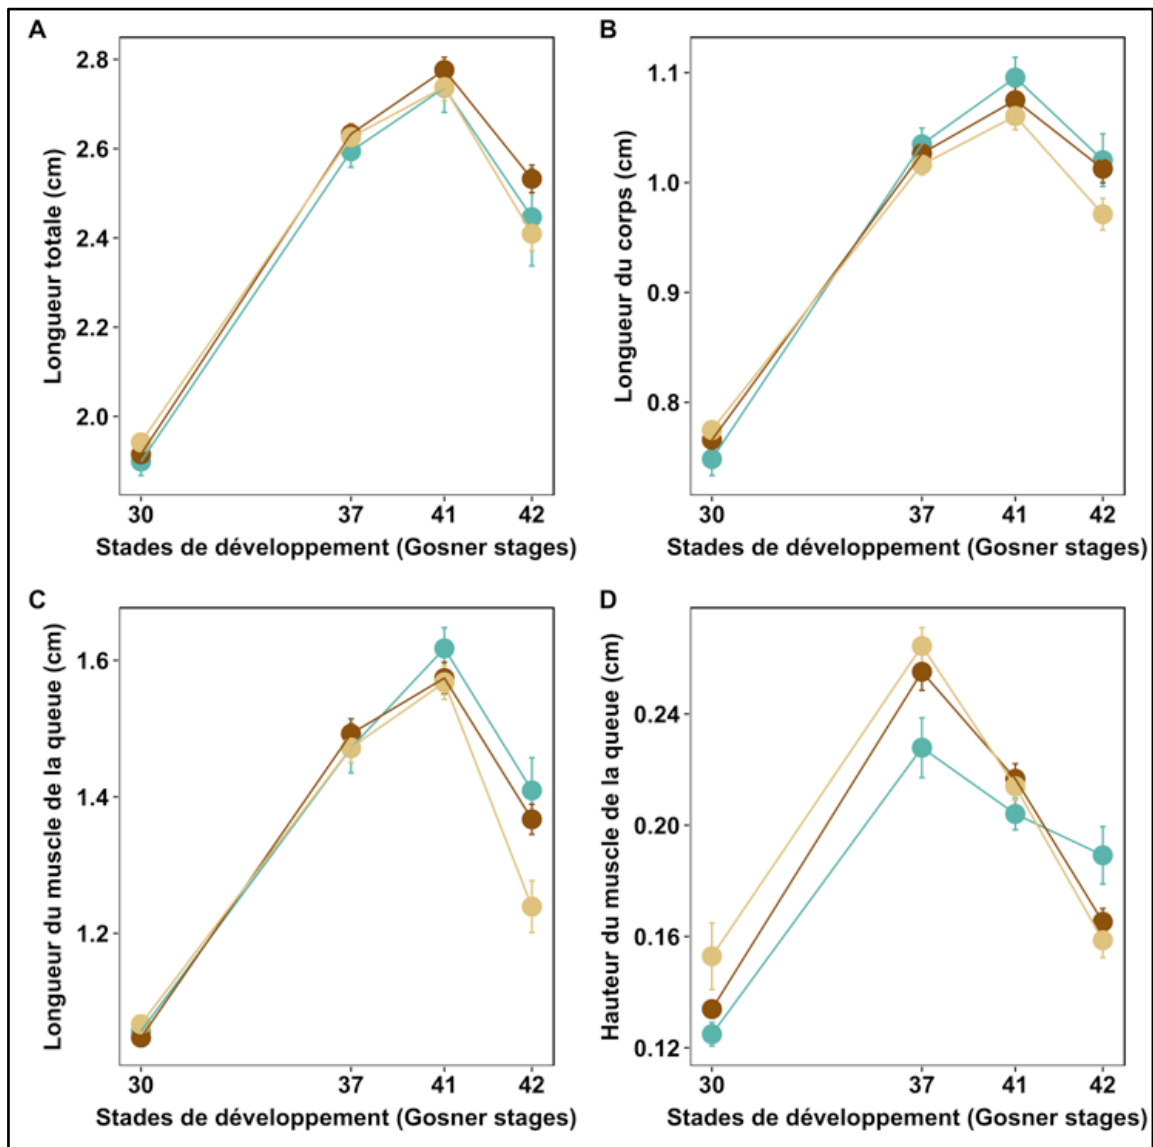 A
Longueur totale (cm)
2.8
2.6
2.4
2.2
2.0
30 37 41 42
Stades de développement (Gosner stages)
B
Longueur du corps (cm)
1.1
1.0
0.9
0.8
30 37 41 42
Stades de développement (Gosner stages)
C
Longueur du muscle de la queue (cm)
1.6
1.4
1.2
30 37 41 42
Stades de développement (Gosner stages)
D
Hauteur du muscle de la queue (cm)
0.24
0.20
0.16
0.12
30 37 41 42
Stades de développement (Gosner stages)